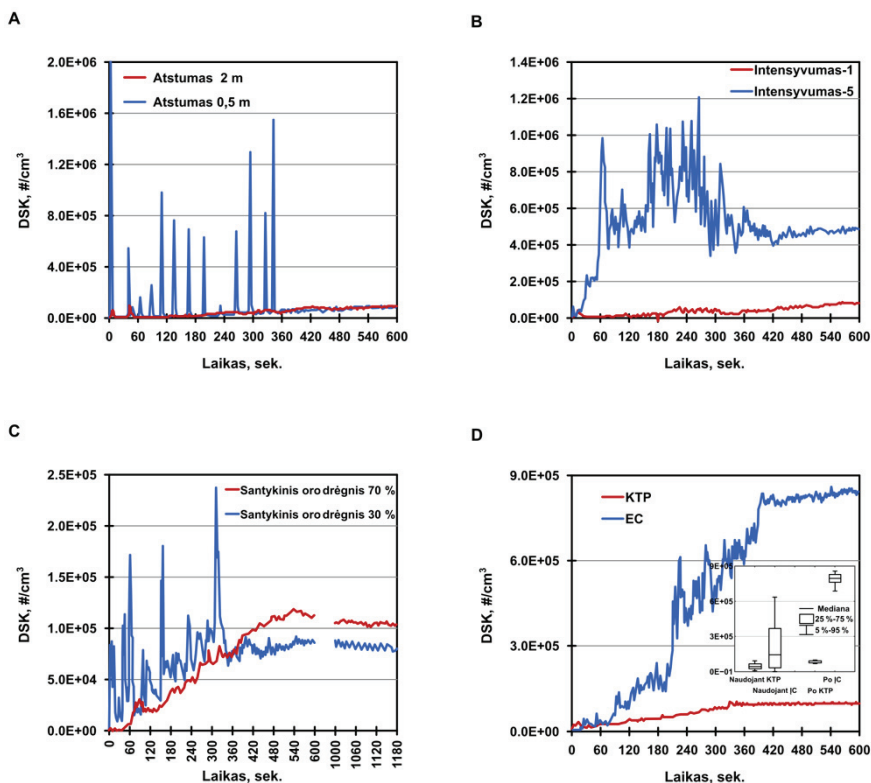 A
2.0E+06
1.6E+06
1.2E+06
8.0E+05
4.0E+05
0.0E+00
DSK, #/cm³
Atstumas 2 m
Atstumas 0,5 m
0 60 120 180 240 300 360 420 480 540 600
Laikas, sek.
B
1.4E+06
1.2E+06
1.0E+06
8.0E+05
6.0E+05
4.0E+05
2.0E+05
0.0E+00
DSK, #/cm³
Intensyvumas-1
Intensyvumas-5
0 60 120 180 240 300 360 420 480 540 600
Laikas, sek.
C
2.5E+05
2.0E+05
1.5E+05
1.0E+05
5.0E+04
0.0E+00
DSK, #/cm³
Santykinis oro drėgnis 70 %
Santykinis oro drėgnis 30 %
0 60 120 180 240 300 360 420 480 540 600 1000 1060 1120 1180
Laikas, sek.
D
9.0E+05
6.0E+05
3.0E+05
0.0E+00
DSK, #/cm³
KTP
EC
9E+05
6E+05
3E+05
0E+01
Mediana
25 %-75 %
5 %-95 %
Naudojant KTP
Naudojant ĮC
Po KTP
Po ĮC
0 60 120 180 240 300 360 420 480 540 600
Laikas, sek.